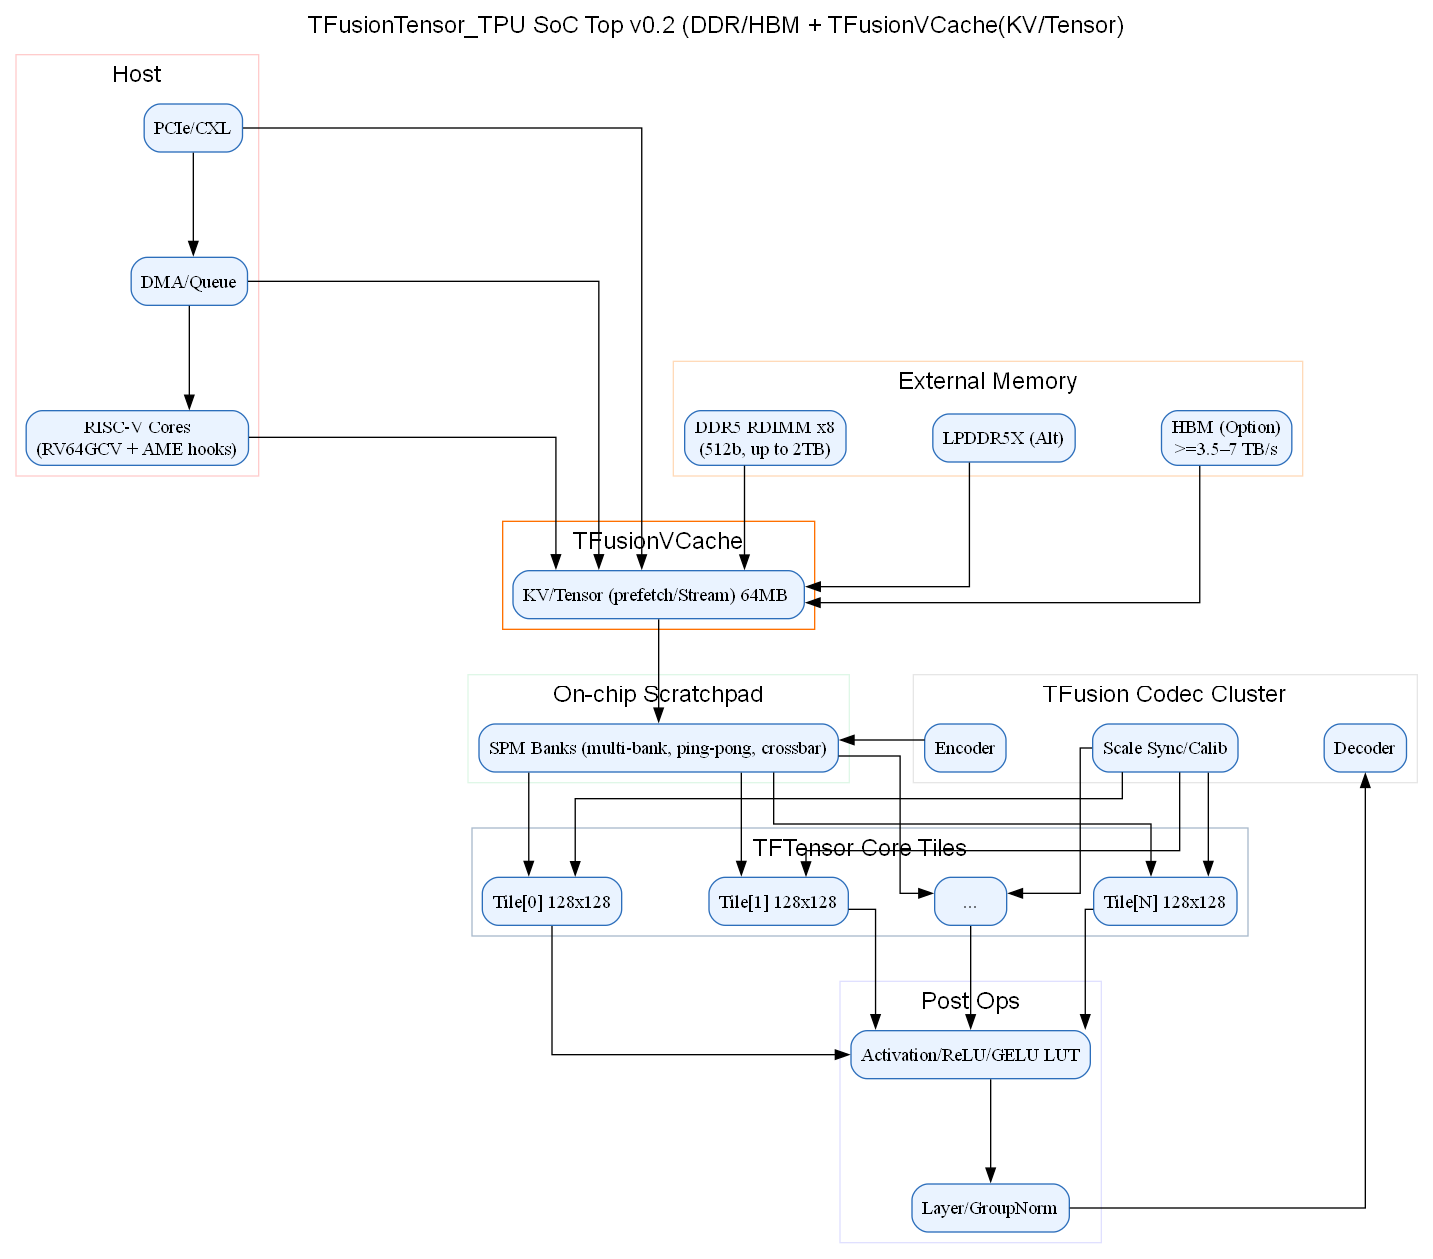 TFusionTensor_TPU SoC Top v0.2 (DDR/HBM + TFusionVCache(KV/Tensor)
Host
PCIe/CXL
DMA/Queue
RISC-V Cores
(RV64GCV + AME hooks)
External Memory
DDR5 RDIMM x8
(512b, up to 2TB)
LPDDR5X (Alt)
HBM (Option)
>=3.5–7 TB/s
TFusionVCache
KV/Tensor (prefetch/Stream) 64MB
On-chip Scratchpad
SPM Banks (multi-bank, ping-pong, crossbar)
TFusion Codec Cluster
Encoder
Scale Sync/Calib
Decoder
TFTensor Core Tiles
Tile[0] 128x128
Tile[1] 128x128
...
Tile[N] 128x128
Post Ops
Activation/ReLU/GELU LUT
Layer/GroupNorm